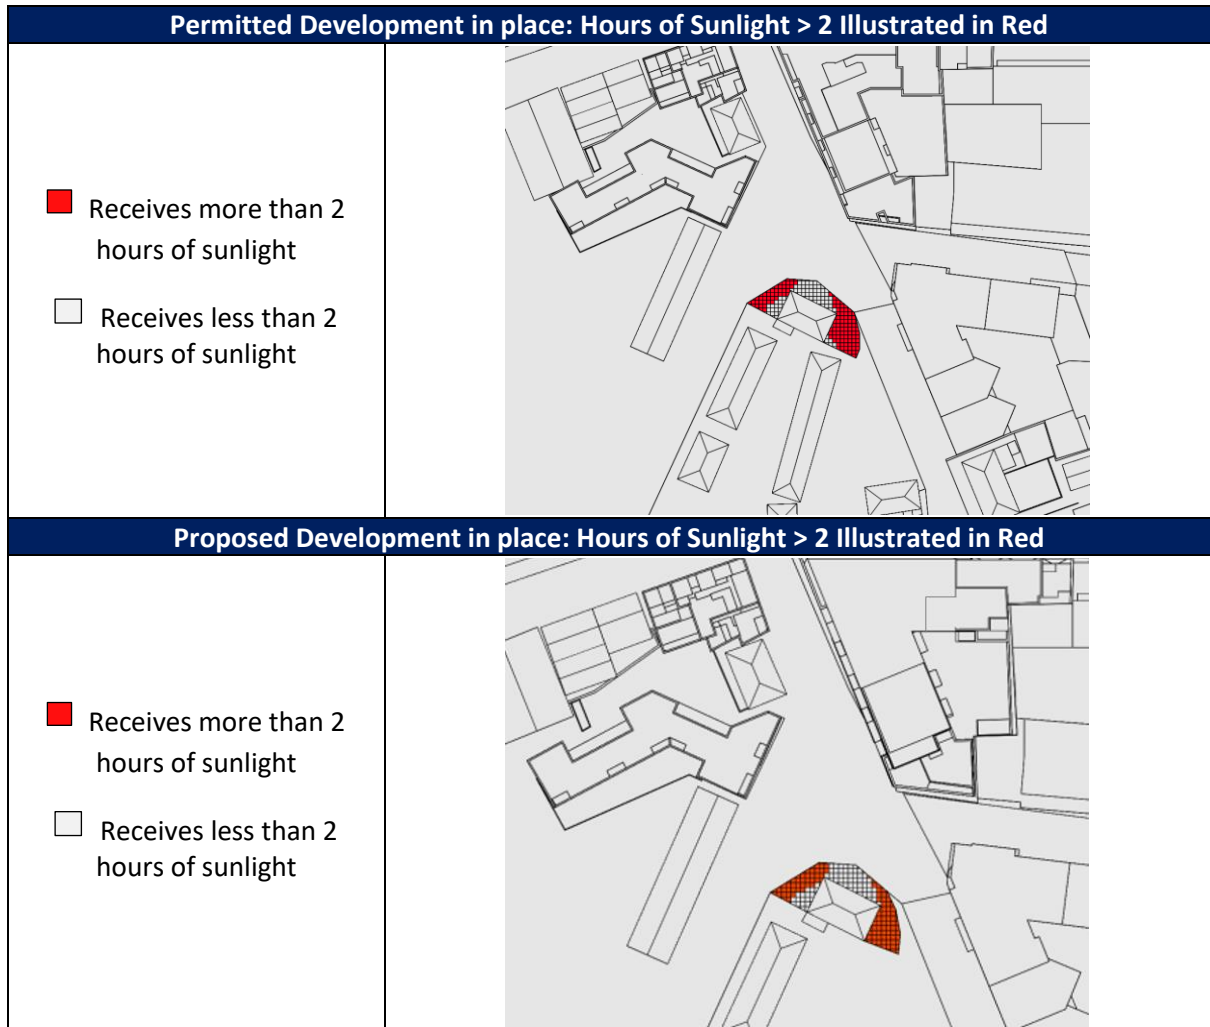 Permitted Development in place: Hours of Sunlight > 2 Illustrated in Red
Receives more than 2
hours of sunlight
Receives less than 2
hours of sunlight
Proposed Development in place: Hours of Sunlight > 2 Illustrated in Red
Receives more than 2
hours of sunlight
Receives less than 2
hours of sunlight